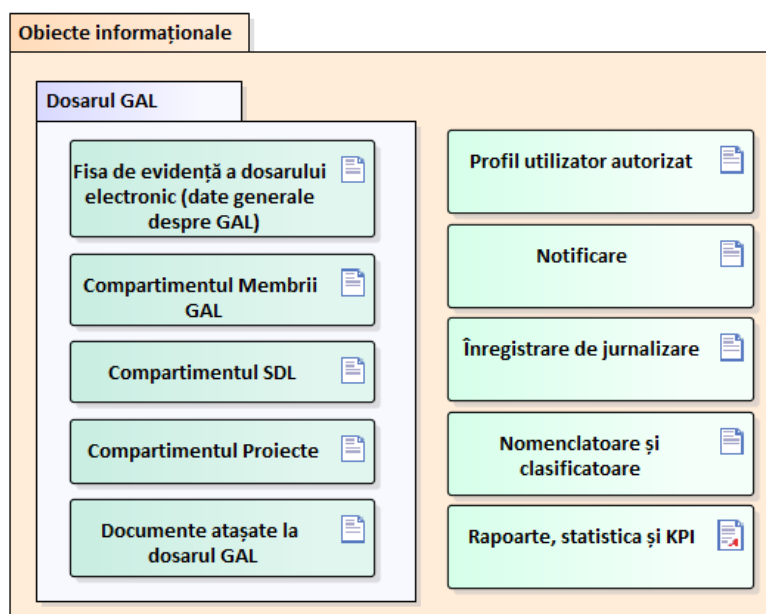 Obiecte informaționale
Dosarul GAL
Fisa de evidență a dosarului
electronic (date generale
despre GAL)
Compartimentul Membrii
GAL
Compartimentul SDL
Compartimentul Proiecte
Documente atașate la
dosarul GAL
Profil utilizator autorizat
Notificare
Înregistrare de jurnalizare
Nomenclatoare și
clasificatoare
Rapoarte, statistica și KPI